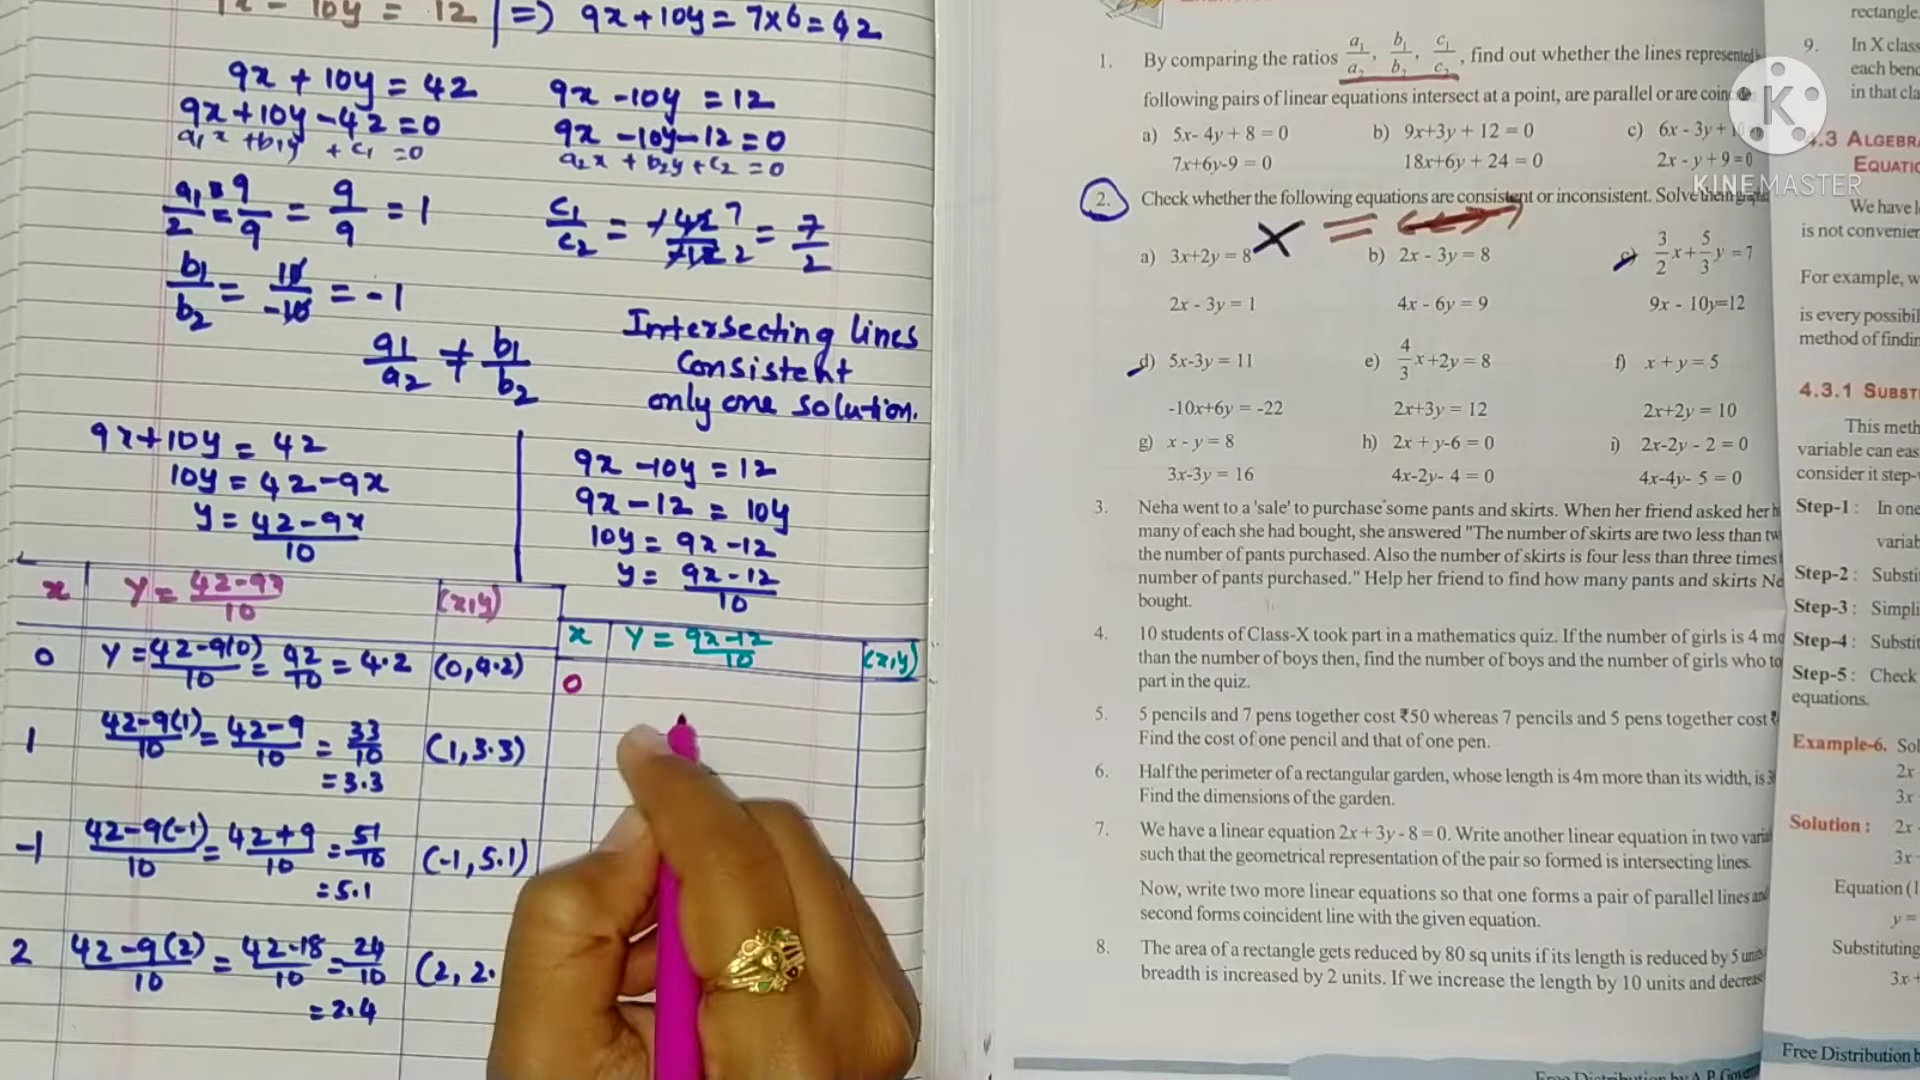 - 10y = 12 | => 9x+10y = 7x6 = 42
9x + 10y = 42
9x+10y-42=0
a₁x +b₁y + c₁ =0
9x -10y = 12
9x -10y-12=0
a₂x + b₂y + c₂ =0
a₁ = 9
2 = 9 = 9/9 = 1
c₁/c₂ = -42/-12 7 2 = 7/2
b₁/b₂ = 10/-10 = -1
a₁/a₂ ≠ b₁/b₂
Intersecting lines
Consistent
only one solution.
9x+10y = 42
10y = 42-9x
y = 42-9x/10
9x -10y = 12
9x -12 = 10y
10y = 9x-12
y = 9x-12/10
x y = 42-9x/10 (x,y)
0 y = 42-9(0)/10 = 42/10 = 4.2 (0,4.2)
1 42-9(1)/10 = 42-9/10 = 33/10 (1,3.3)
= 3.3
-1 42-9(-1)/10 = 42+9/10 = 51/10 (-1,5.1)
= 5.1
2 42-9(2)/10 = 42-18/10 = 24/10 (2, 2.
= 2.4
x y = 9x-12/10 (x,y)
0
1. By comparing the ratios a₁/a₂, b₁/b₂, c₁/c₂, find out whether the lines represented
following pairs of linear equations intersect at a point, are parallel or are
a) 5x- 4y + 8 = 0 b) 9x+3y + 12 = 0 c) 6x - 3y +
7x+6y-9 = 0 18x+6y + 24 = 0 2x - y + 9 =0
2. Check whether the following equations are consistent or inconsistent. Solve them
a) 3x+2y = 8 b) 2x - 3y = 8 c) 3/2 x+ 5/3 y = 7
2x - 3y = 1 4x - 6y = 9 9x - 10y=12
d) 5x-3y = 11 e) 4/3 x+2y = 8 f) x + y = 5
-10x+6y = -22 2x+3y = 12 2x+2y = 10
g) x - y = 8 h) 2x + y-6 = 0 i) 2x-2y - 2 = 0
3x-3y = 16 4x-2y- 4 = 0 4x-4y- 5 = 0
3. Neha went to a 'sale' to purchase some pants and skirts. When her friend asked her
many of each she had bought, she answered "The number of skirts are two less than
the number of pants purchased. Also the number of skirts is four less than three times
number of pants purchased." Help her friend to find how many pants and skirts
bought.
4. 10 students of Class-X took part in a mathematics quiz. If the number of girls is 4
than the number of boys then, find the number of boys and the number of girls who
part in the quiz.
5. 5 pencils and 7 pens together cost ₹50 whereas 7 pencils and 5 pens together cost ₹
Find the cost of one pencil and that of one pen.
6. Half the perimeter of a rectangular garden, whose length is 4m more than its width, is
Find the dimensions of the garden.
7. We have a linear equation 2x + 3y - 8 = 0. Write another linear equation in two
such that the geometrical representation of the pair so formed is intersecting lines.
Now, write two more linear equations so that one forms a pair of parallel lines and
second forms coincident line with the given equation.
8. The area of a rectangle gets reduced by 80 sq units if its length is reduced by 5
breadth is increased by 2 units. If we increase the length by 10 units and
rectangle
9. In X class
each
in that
4.3 ALGEBRA
We have
is not
For example,
is every
method of
4.3.1
This
variable can
consider it
Step-1 : In one
Step-2 :
Step-3 :
Step-4 :
Step-5 : Check
equations.
Example-6.
2x
3x
Solution : 2x
3x
Equation
y =
Substituting
3x
Free Distribution
K
KINEMASTER